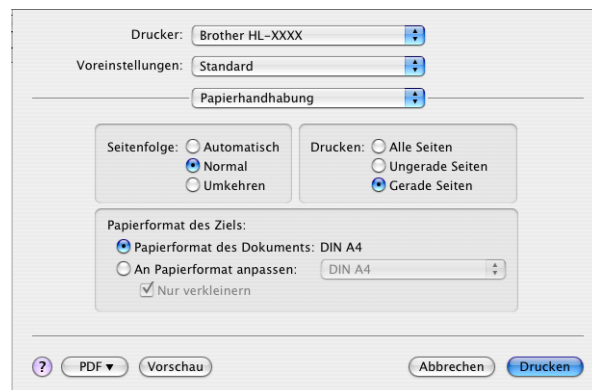 Drucker: Brother HL-XXXX
Voreinstellungen: Standard
Papierhandhabung
Seitenfolge: Automatisch
Normal
Umkehren
Drucken: Alle Seiten
Ungerade Seiten
Gerade Seiten
Papierformat des Ziels:
Papierformat des Dokuments: DIN A4
An Papierformat anpassen: DIN A4
Nur verkleinern
? PDF ▼ Vorschau Abbrechen Drucken